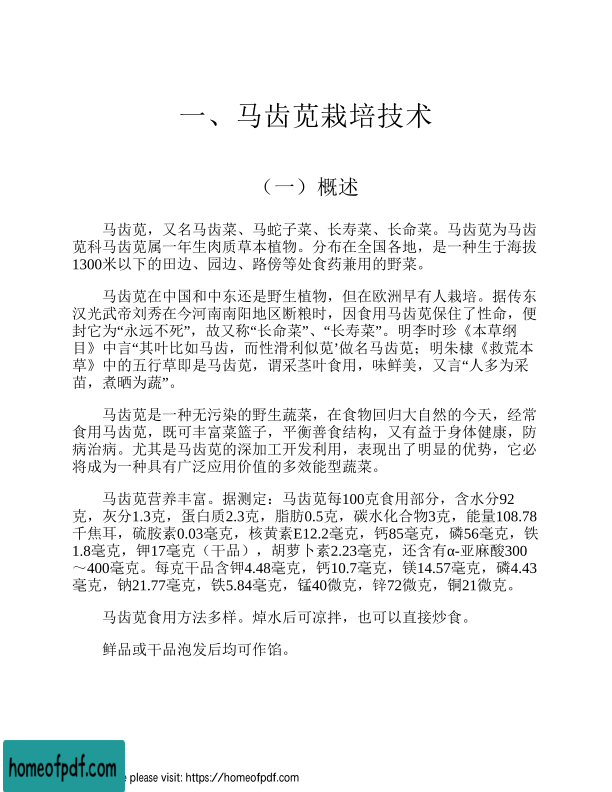 一、马齿苋栽培技术
（一）概述
马齿苋，又名马齿菜、马蛇子菜、长寿菜、长命菜。马齿苋为马齿
苋科马齿苋属一年生肉质草本植物。分布在全国各地，是一种生于海拔
1300米以下的田边、园边、路傍等处食药兼用的野菜。
马齿苋在中国和中东还是野生植物，但在欧洲早有人栽培。据传东
汉光武帝刘秀在今河南南阳地区断粮时，因食用马齿苋保住了性命，便
封它为“永远不死”，故又称“长命菜”、“长寿菜”。明李时珍《本草纲
目》中言“其叶比如马齿，而性滑利似苋’做名马齿苋；明朱棣《救荒本
草》中的五行草即是马齿苋，谓采茎叶食用，味鲜美，又言“人多为采
苗，煮晒为蔬”。
马齿苋是一种无污染的野生蔬菜，在食物回归大自然的今天，经常
食用马齿苋，既可丰富菜篮子，平衡善食结构，又有益于身体健康，防
病治病。尤其是马齿苋的深加工开发利用，表现出了明显的优势，它必
将成为一种具有广泛应用价值的多效能型蔬菜。
马齿苋营养丰富。据测定：马齿苋每100克食用部分，含水分92
克，灰分1.3克，蛋白质2.3克，脂肪0.5克，碳水化合物3克，能量108.78
千焦耳，硫胺素0.03毫克，核黄素E12.2毫克，钙85毫克，磷56毫克，铁
1.8毫克，钾17毫克（干品），胡萝卜素2.23毫克，还含有α-亚麻酸300
～400毫克。每克干品含钾4.48毫克，钙10.7毫克，镁14.57毫克，磷4.43
毫克，钠21.77毫克，铁5.84毫克，锰40微克，锌72微克，铜21微克。
马齿苋食用方法多样。焯水后可凉拌，也可以直接炒食。
鲜品或干品泡发后均可作馅。
homeofpdf.com
e please visit: https://homeofpdf.com